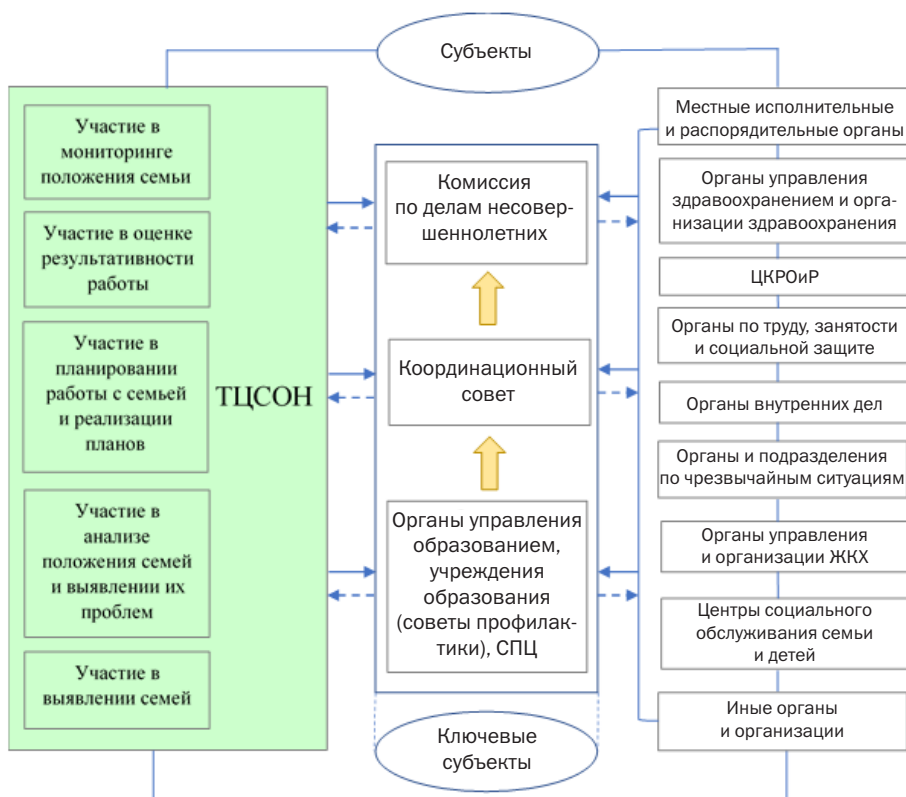 Субъекты
Участие в
мониторинге
положения семьи
Участие в оценке
результативности
работы
Участие в
планировании
работы с семьей
и реализации
планов
Участие в
анализе
положения семей
и выявлении их
проблем
Участие в
выявлении семей
ТЦСОН
Комиссия
по делам несовер-
шеннолетних
Координационный
совет
Органы управления
образованием,
учреждения
образования
(советы профилак-
тики), СПЦ
Ключевые
субъекты
Местные исполнительные
и распорядительные органы
Органы управления
здравоохранением и орга-
низации здравоохранения
ЦКРОиР
Органы по труду, занятости
и социальной защите
Органы внутренних дел
Органы и подразделения
по чрезвычайным ситуациям
Органы управления
и организации ЖКХ
Центры социального
обслуживания семьи
и детей
Иные органы
и организации